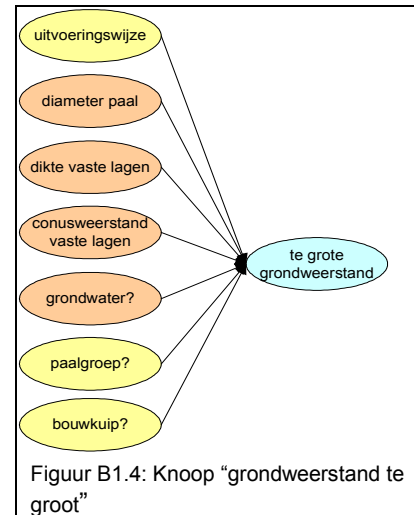 uitvoeringswijze
diameter paal
dikte vaste lagen
conusweerstand
vaste lagen
te grote
grondweerstand
grondwater?
paalgroep?
bouwkuip?
Figuur B1.4: Knoop “grondweerstand te
groot”